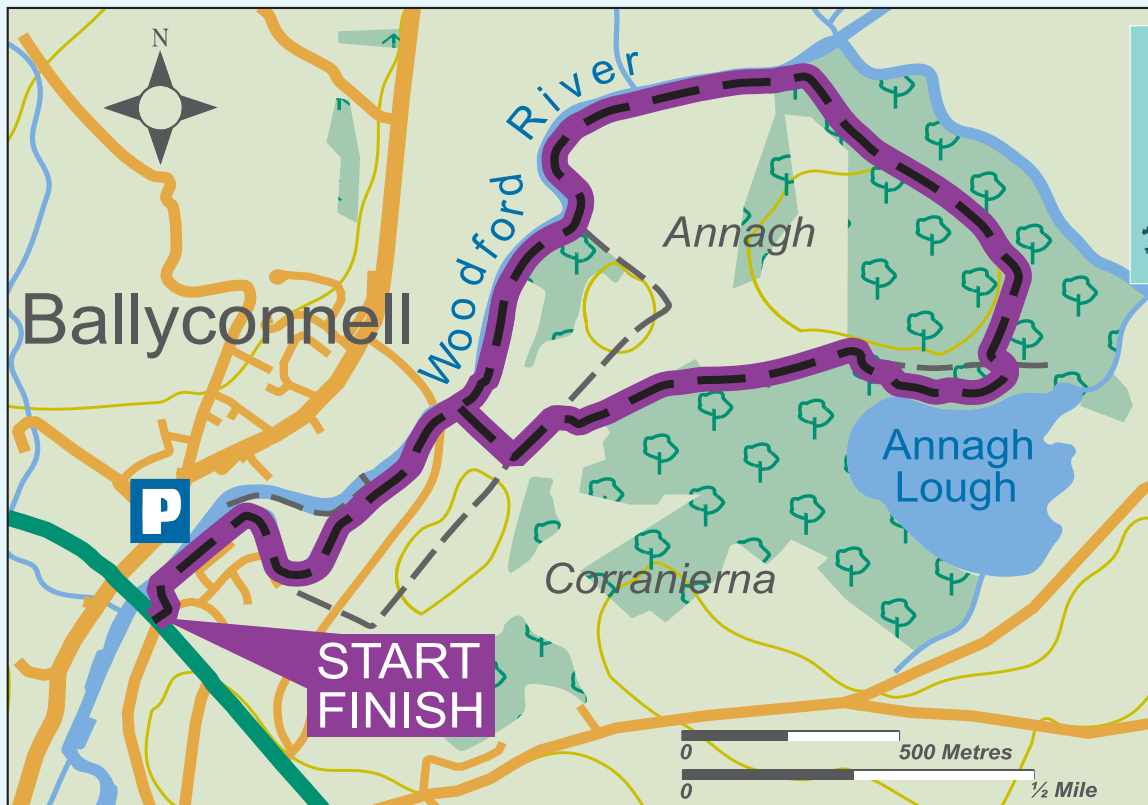 N
Woodford River
Annagh
Ballyconnell
P
Annagh
Lough
Corranierna
START
FINISH
0 500 Metres
0 ½ Mile